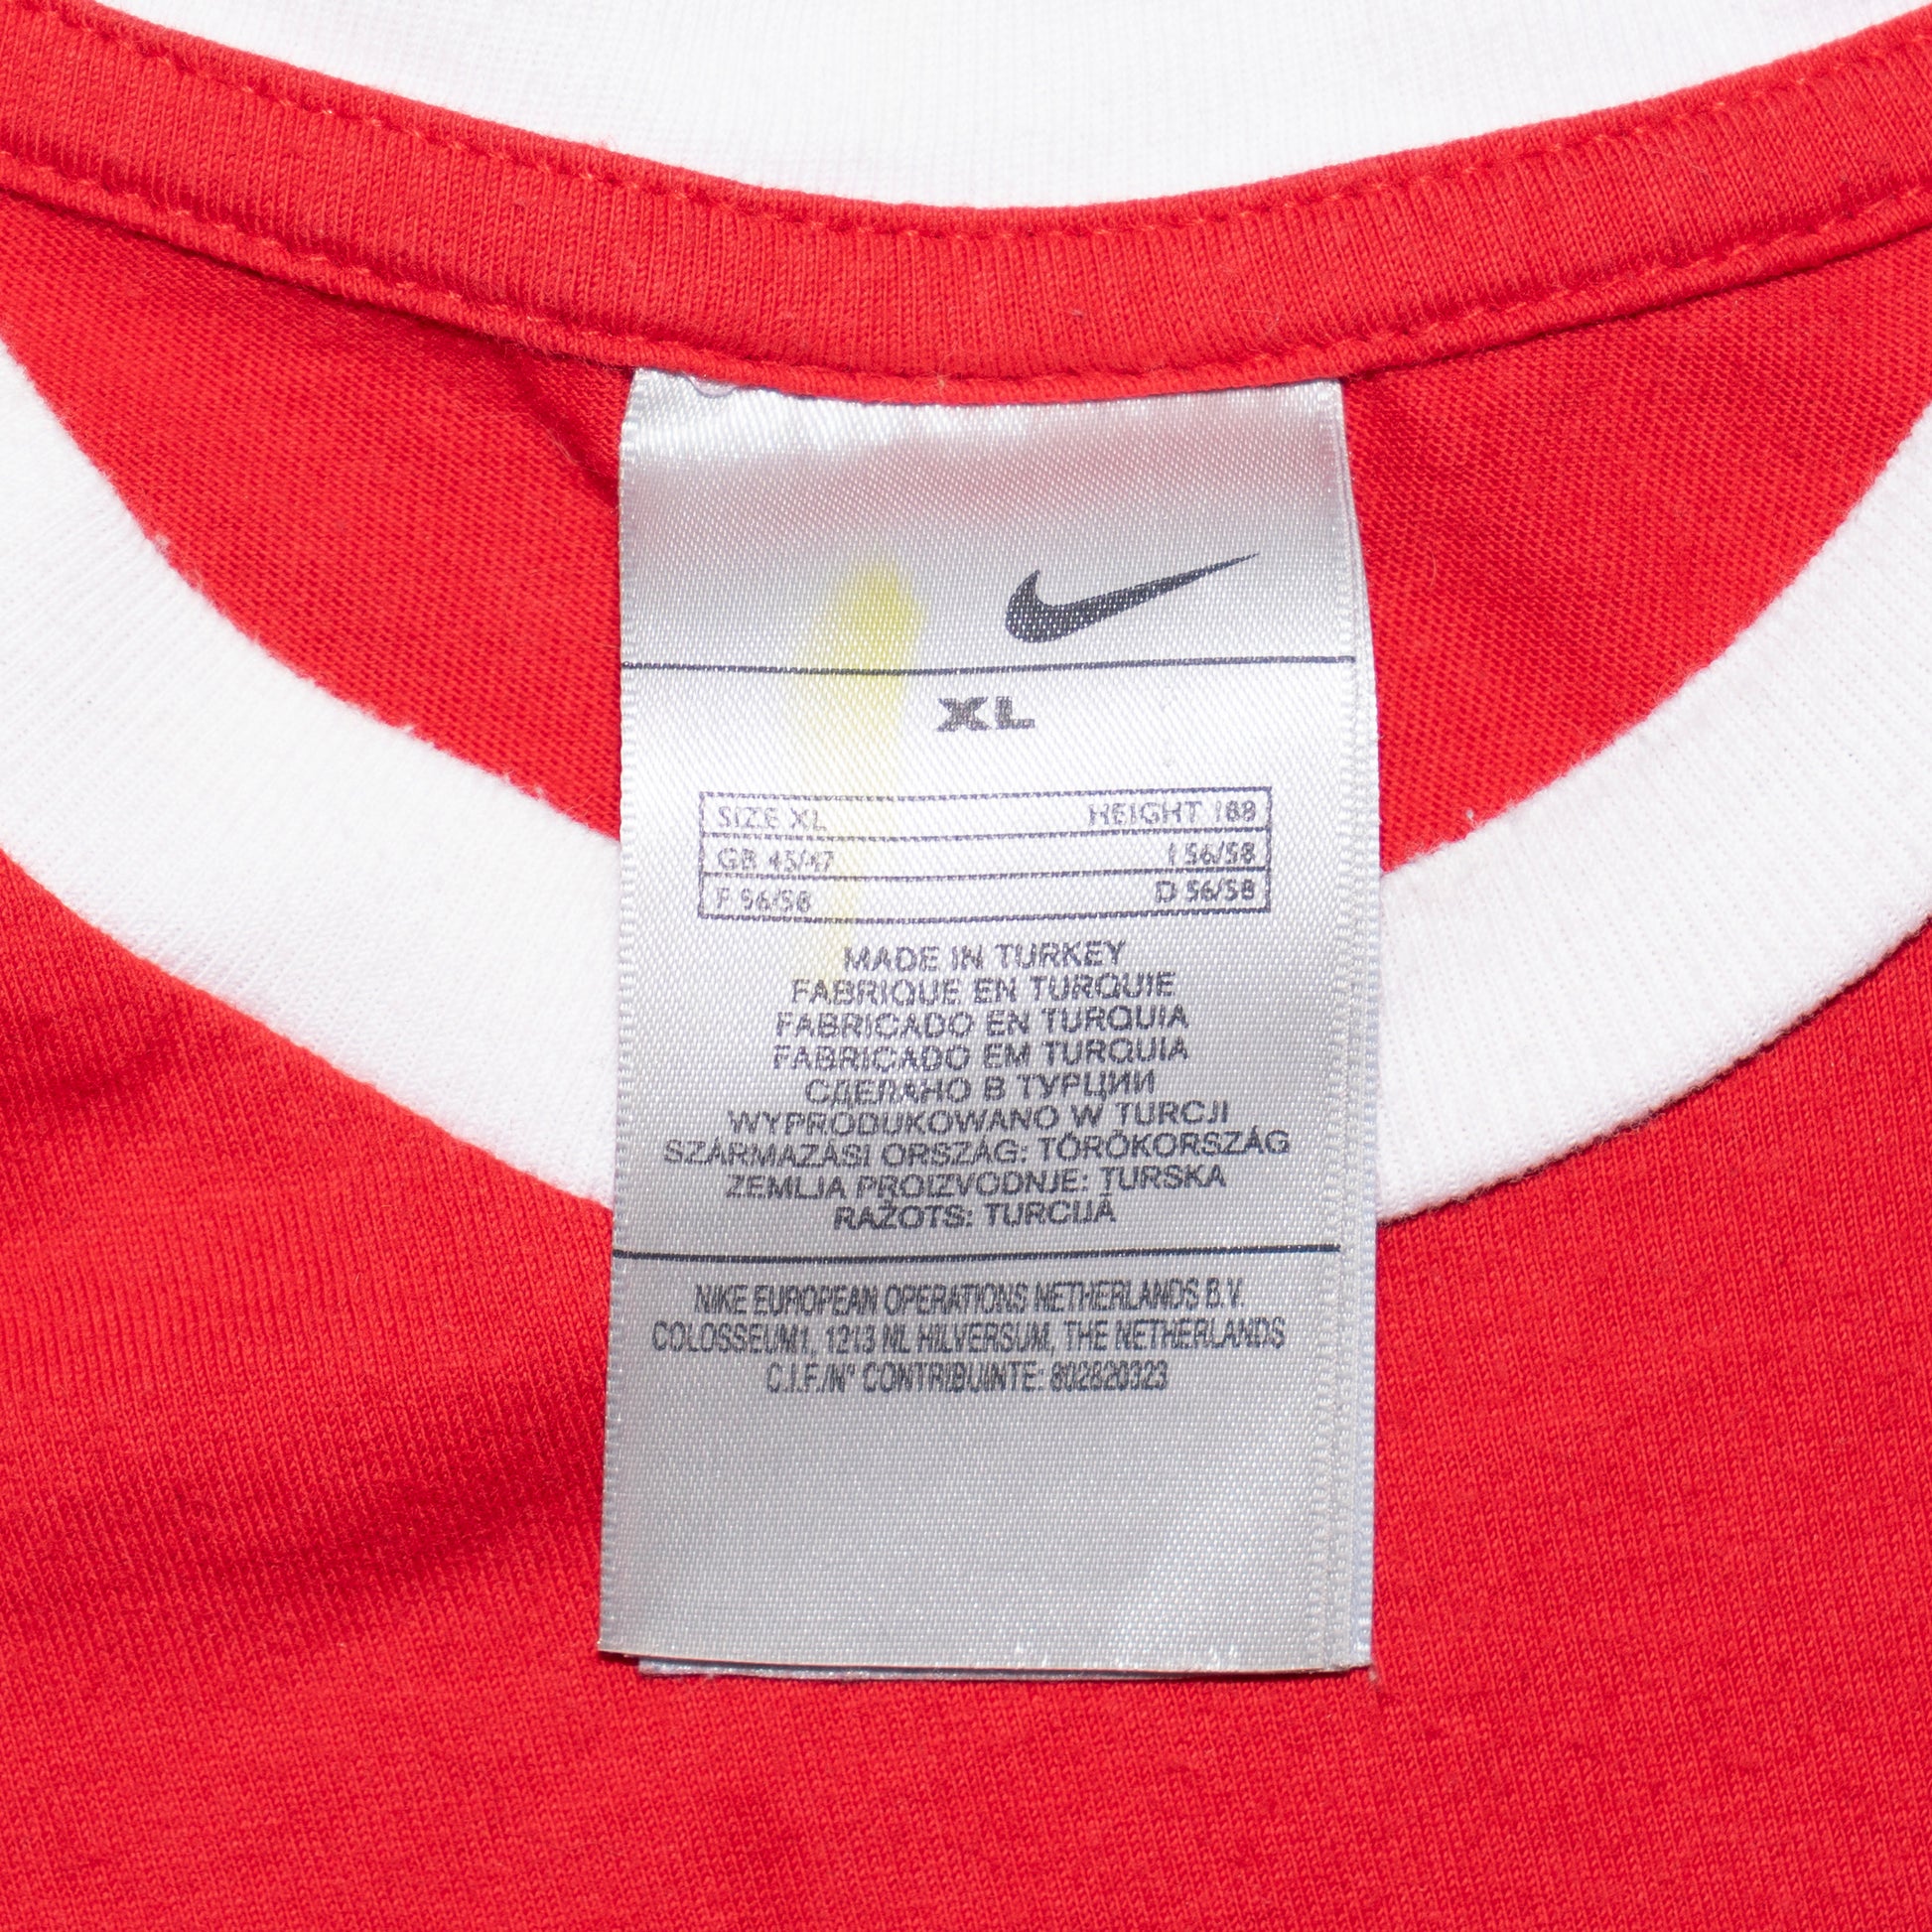 XL
SIZE XL HEIGHT 188
GB 45/47 I 56/58
F 56/58 D 56/58
MADE IN TURKEY
FABRIQUE EN TURQUIE
FABRICADO EN TURQUIA
FABRICADO EM TURQUIA
СДЕЛАНО В ТУРЦИИ
WYPRODUKOWANO W TURCJI
SZÁRMAZÁSI ORSZÁG: TÖRÖKORSZÁG
ZEMLJA PROIZVODNJE: TURSKA
RAŽOTS: TURCIJĀ
NIKE EUROPEAN OPERATIONS NETHERLANDS B.V.
COLOSSEUM1, 1213 NL HILVERSUM, THE NETHERLANDS
C.I.F./N° CONTRIBUINTE: 802820323